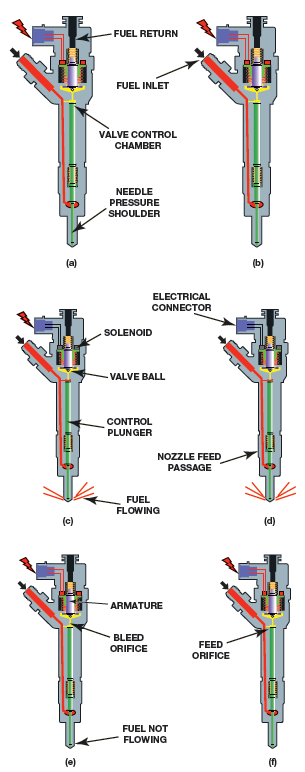 FUEL RETURN
FUEL INLET
VALVE CONTROL
CHAMBER
NEEDLE
PRESSURE
SHOULDER
(a)
(b)
ELECTRICAL
CONNECTOR
SOLENOID
VALVE BALL
CONTROL
PLUNGER
NOZZLE FEED
PASSAGE
FUEL
FLOWING
(c)
(d)
ARMATURE
BLEED
ORIFICE
FEED
ORIFICE
FUEL NOT
FLOWING
(e)
(f)